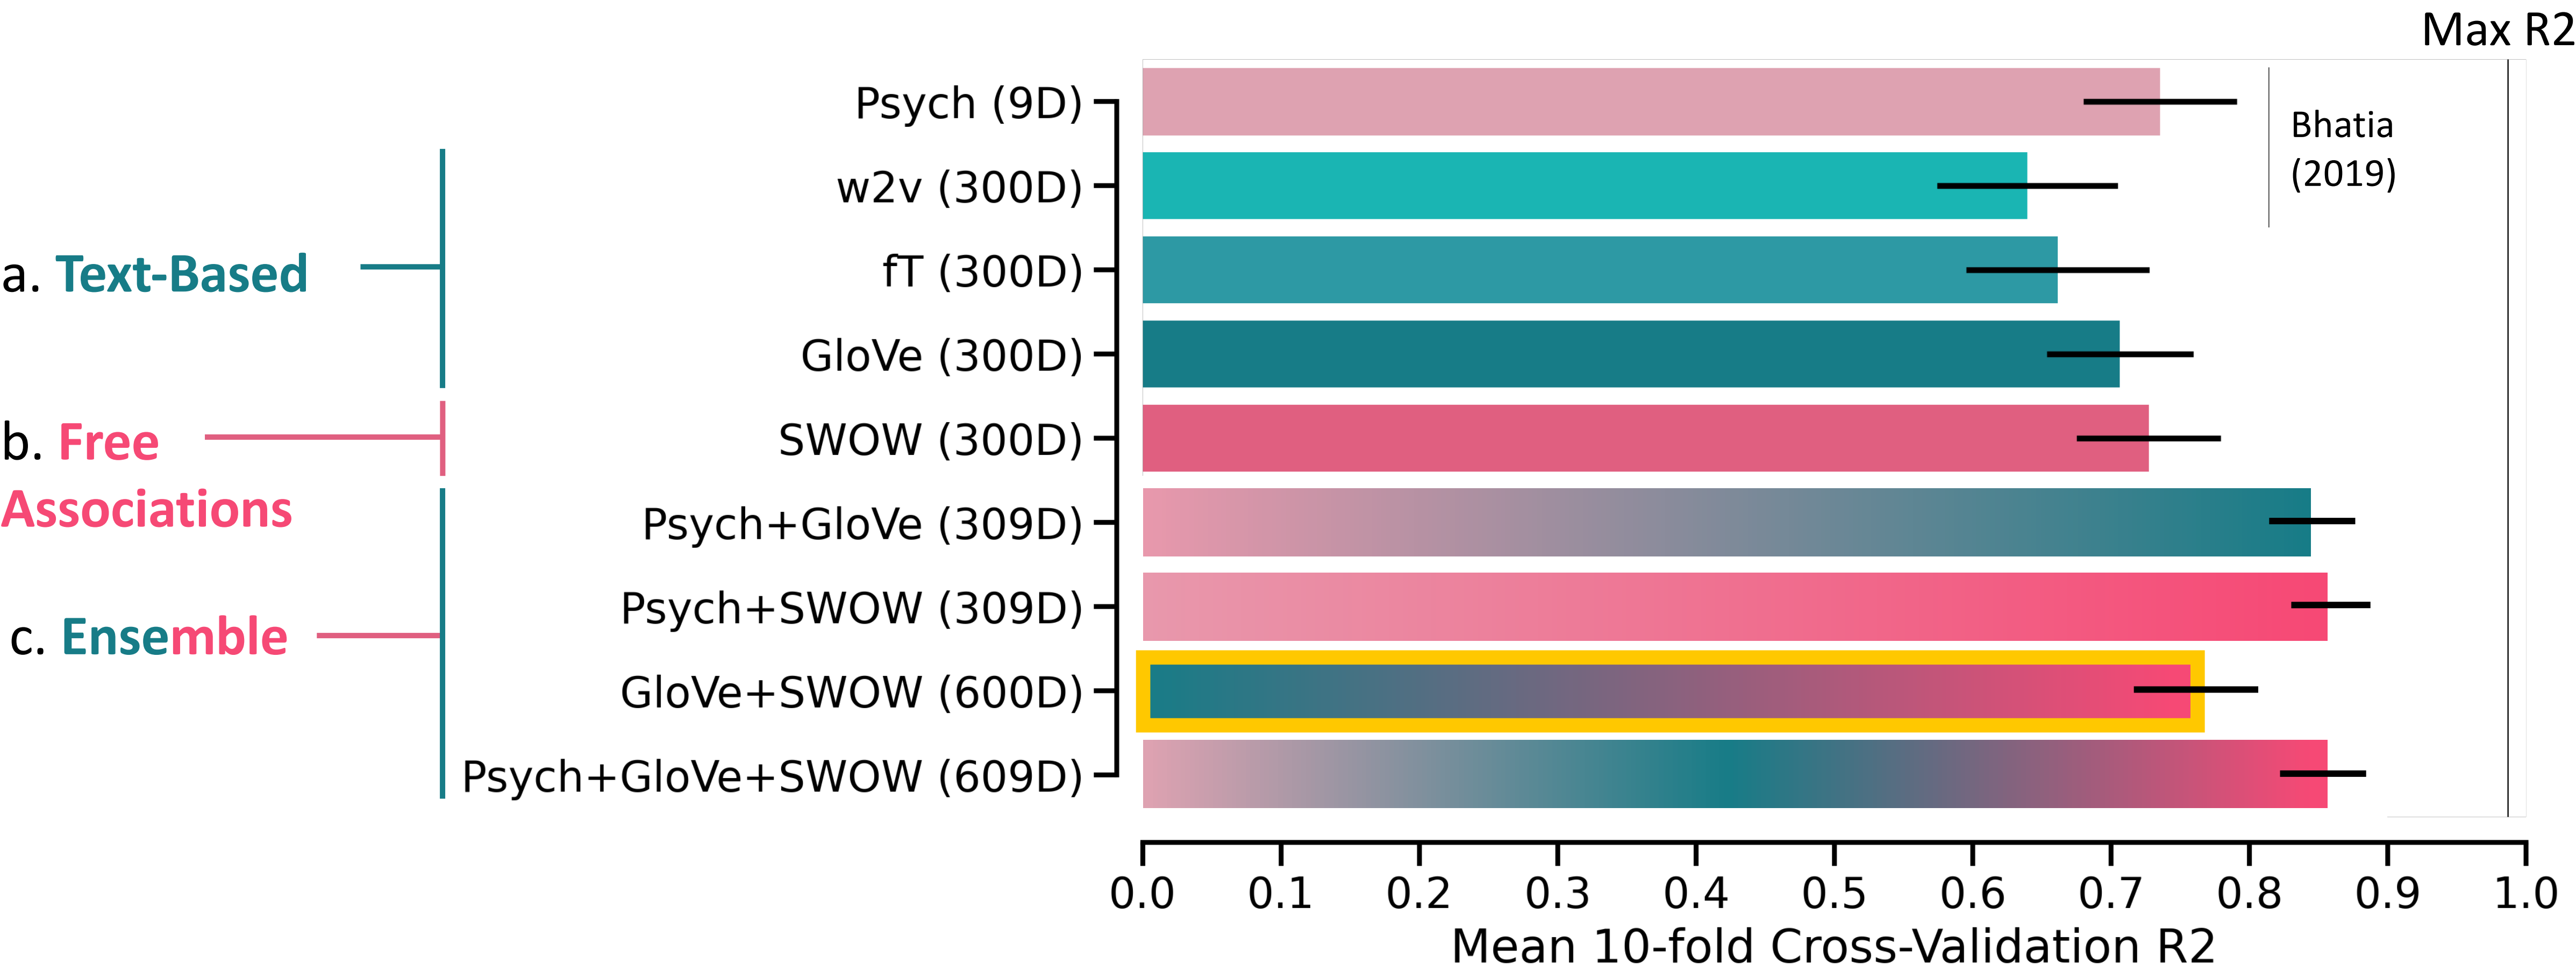 Max R2
Psych (9D)
Bhatia
(2019)
w2v (300D)
a. Text-Based
fT (300D)
GloVe (300D)
b. Free
Associations
SWOW (300D)
Psych+GloVe (309D)
Psych+SWOW (309D)
c. Ensemble
GloVe+SWOW (600D)
Psych+GloVe+SWOW (609D)
0.0 0.1 0.2 0.3 0.4 0.5 0.6 0.7 0.8 0.9 1.0
Mean 10-fold Cross-Validation R2